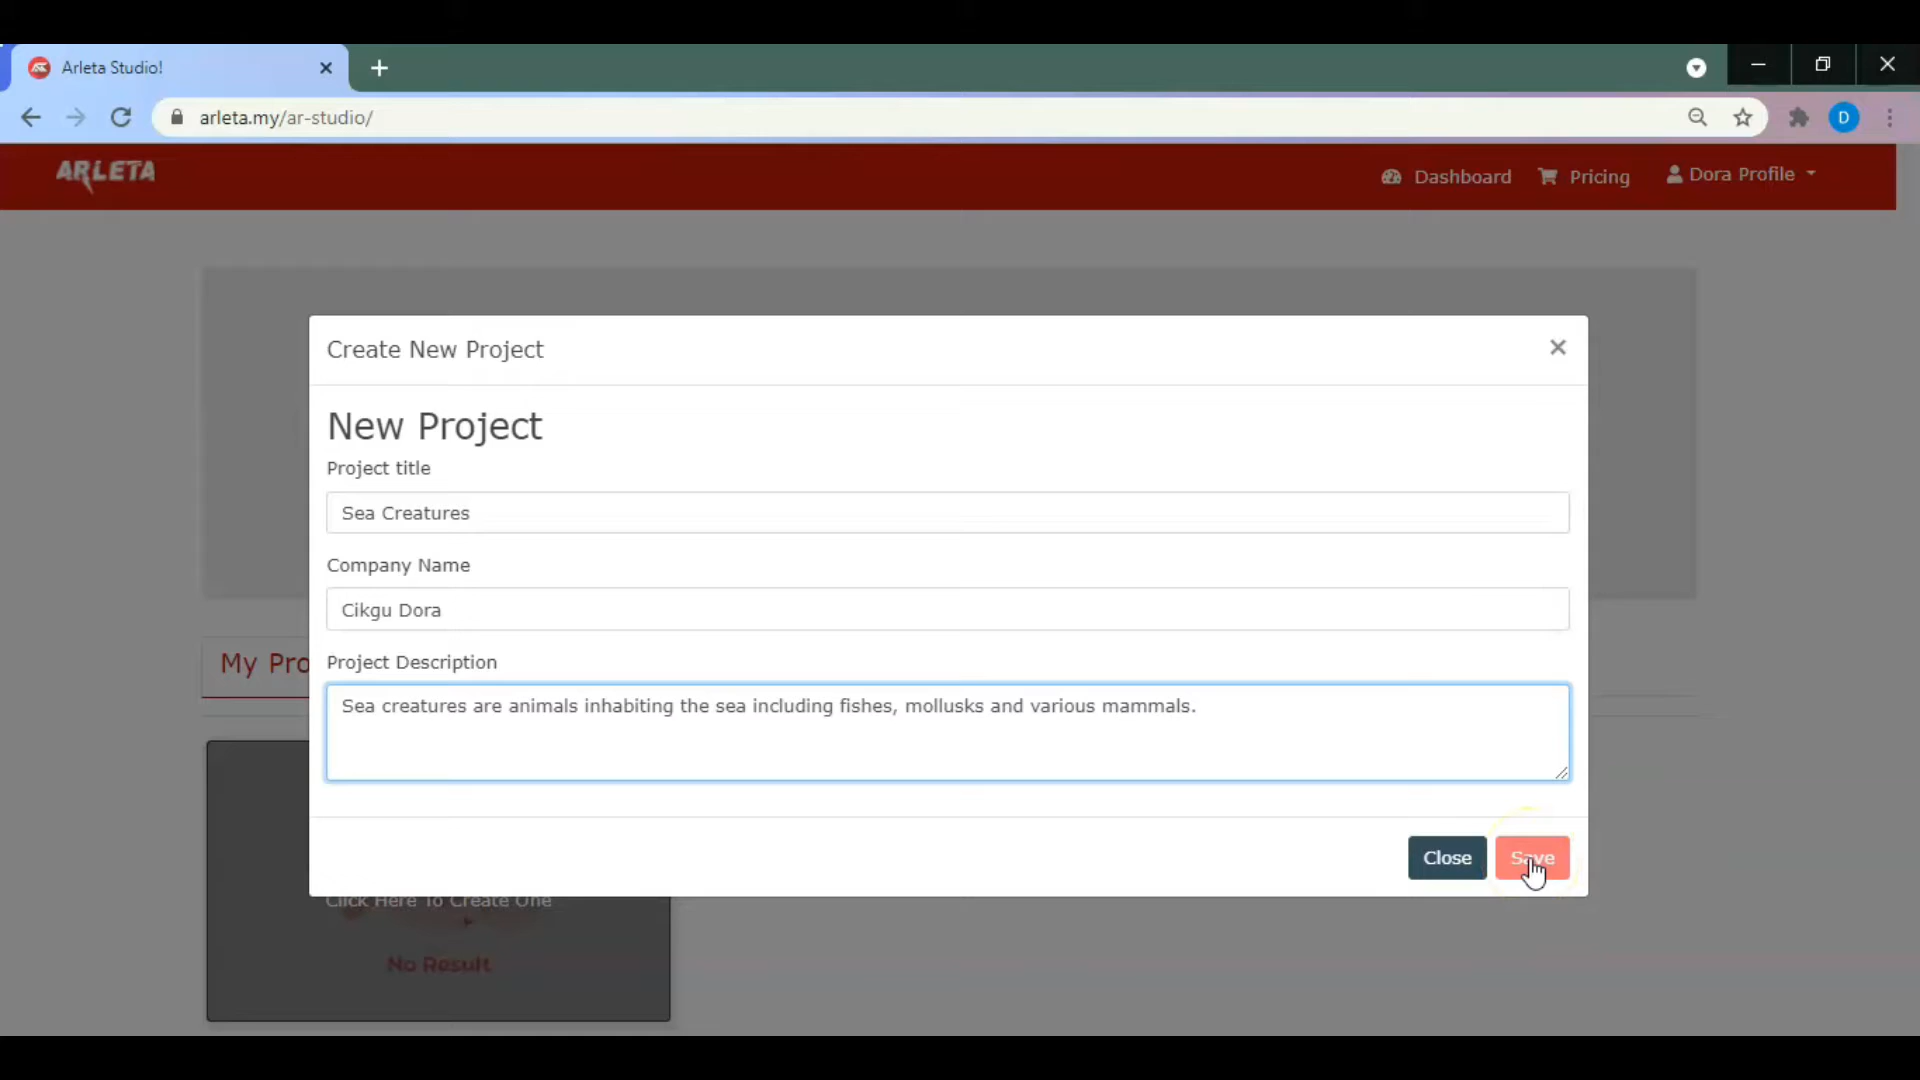 Arleta Studio!
arleta.my/ar-studio/
D
ARLETA
Dashboard
Pricing
Dora Profile
Create New Project
New Project
Project title
Sea Creatures
Company Name
Cikgu Dora
My Pro
Project Description
Sea creatures are animals inhabiting the sea including fishes, mollusks and various mammals.
Close
Save
Click Here To Create One
No Result